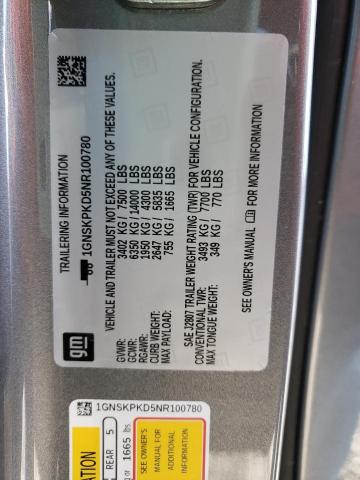 TRAILERING INFORMATION
1GNSKPKD5NR100780
VEHICLE AND TRAILER MUST NOT EXCEED ANY OF THESE VALUES.
GVWR: 3402 KG/ 7500 LBS
GCWR: 6350 KG/ 14000 LBS
RGAWR: 1950 KG/ 4300 LBS
CURB WEIGHT: 2647 KG/ 5835 LBS
MAX PAYLOAD: 755 KG/ 1665 LBS
SAE J2807 TRAILER WEIGHT RATING (TWR) FOR VEHICLE CONFIGURATION.
CONVENTIONAL TWR: 3493 KG/ 7700 LBS
MAX TONGUE WEIGHT: 349 KG/ 770 LBS
SEE OWNER'S MANUAL FOR MORE INFORMATION
gm
1GNSKPKD5NR100780
REAR 5
1665 lbs
SEE OWNER'S
MANUAL FOR
ADDITIONAL